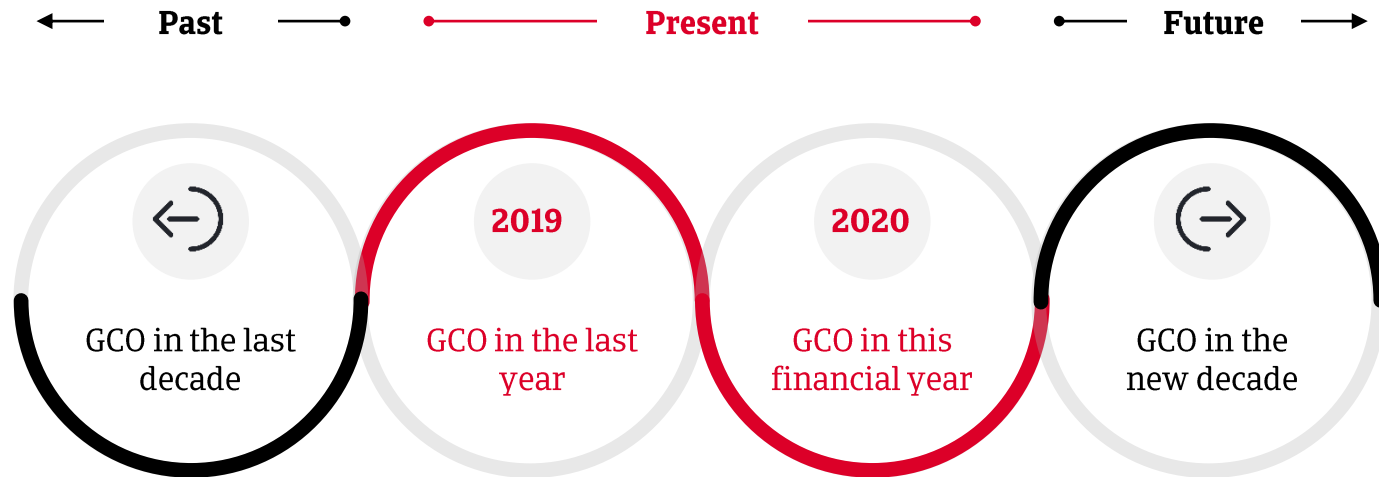 Past
Present
Future
2019
2020
GCO in the last
decade
GCO in the last
year
GCO in this
financial year
GCO in the
new decade